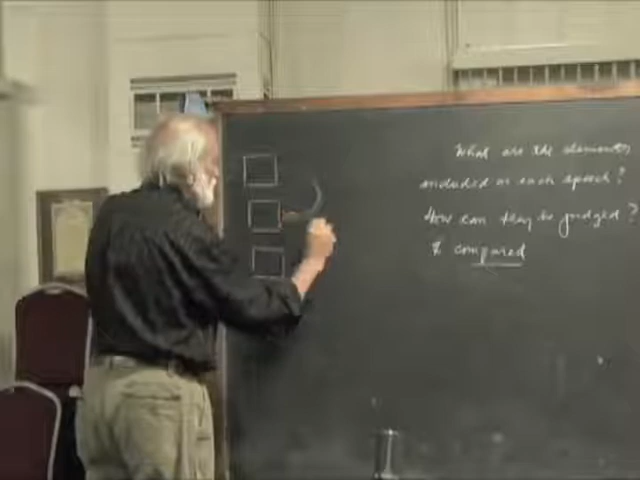 What are the elements
included in each speech?
How can they be judged?
& compared